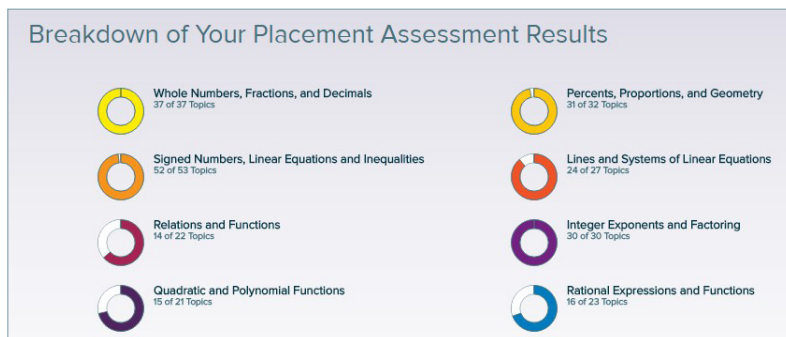 Breakdown of Your Placement Assessment Results
Whole Numbers, Fractions, and Decimals
37 of 37 Topics
Percents, Proportions, and Geometry
31 of 32 Topics
Signed Numbers, Linear Equations and Inequalities
52 of 53 Topics
Lines and Systems of Linear Equations
24 of 27 Topics
Relations and Functions
14 of 22 Topics
Integer Exponents and Factoring
30 of 30 Topics
Quadratic and Polynomial Functions
15 of 21 Topics
Rational Expressions and Functions
16 of 23 Topics